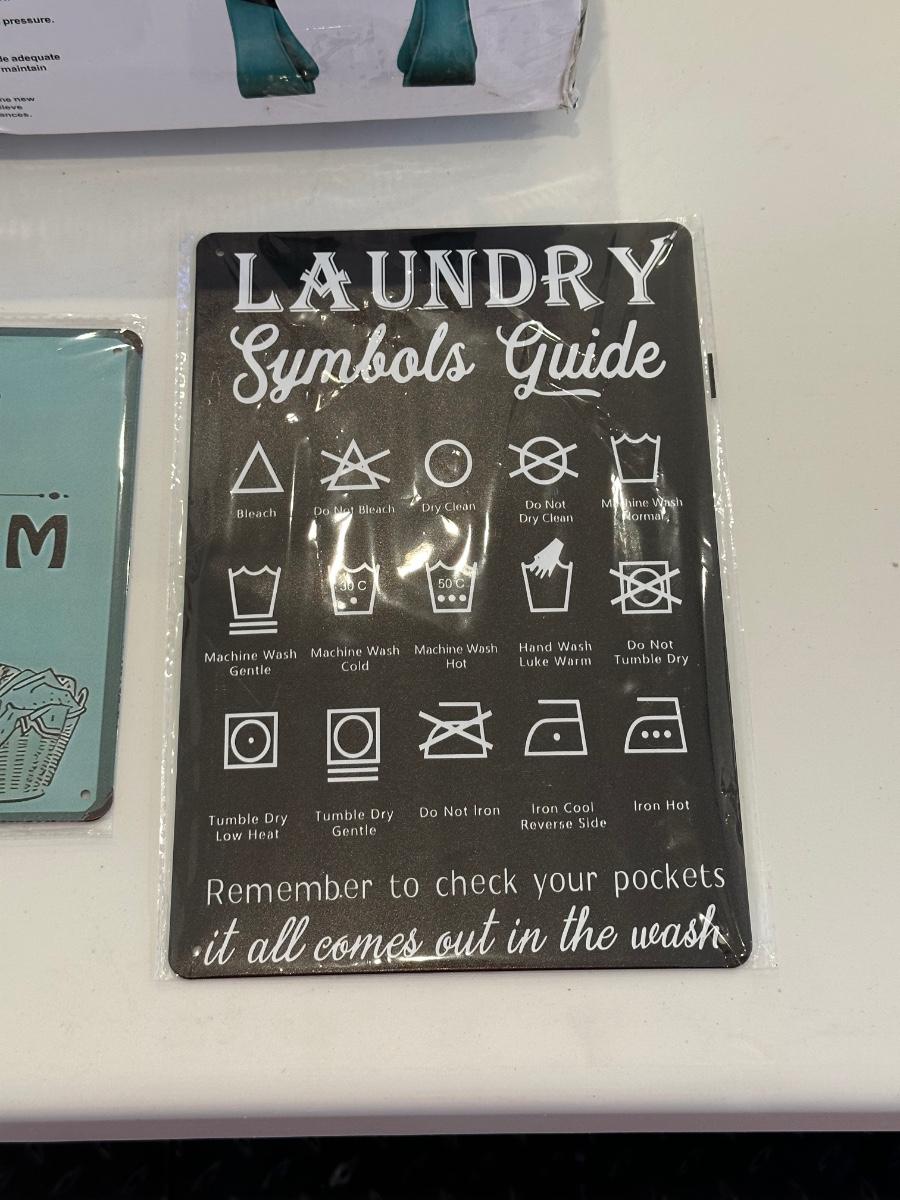 pressure.
de adequate
maintain
new
ances.
M
LAUNDRY
Symbols Guide
Bleach
Do Not Bleach
Dry Clean
Do Not
Dry Clean
Machine Wash
Normal
30 C
50 C
Machine Wash
Gentle
Machine Wash
Cold
Machine Wash
Hot
Hand Wash
Luke Warm
Do Not
Tumble Dry
Tumble Dry
Low Heat
Tumble Dry
Gentle
Do Not Iron
Iron Cool
Reverse Side
Iron Hot
Remember to check your pockets
it all comes out in the wash